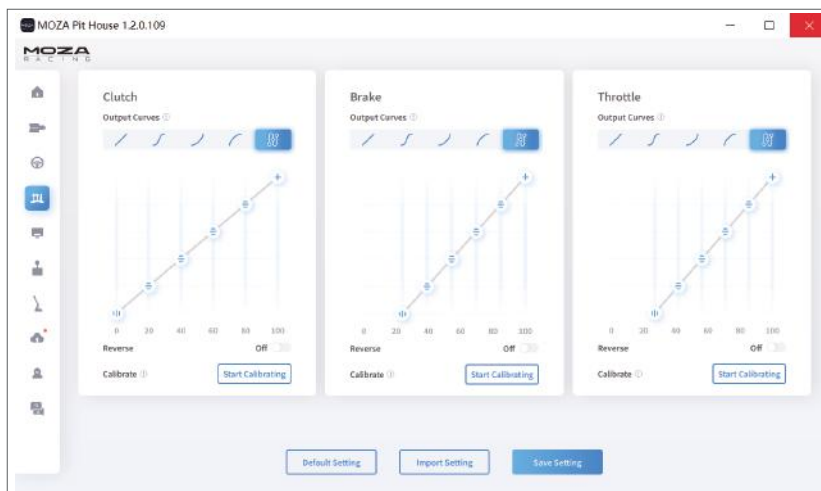 MOZA Pit House 1.2.0.109
MOZA
RACING
Clutch
Output Curves
0 20 40 60 80 100
Reverse Off
Calibrate Start Calibrating
Brake
Output Curves
0 20 40 60 80 100
Reverse Off
Calibrate Start Calibrating
Throttle
Output Curves
0 20 40 60 80 100
Reverse Off
Calibrate Start Calibrating
Default Setting Import Setting Save Setting